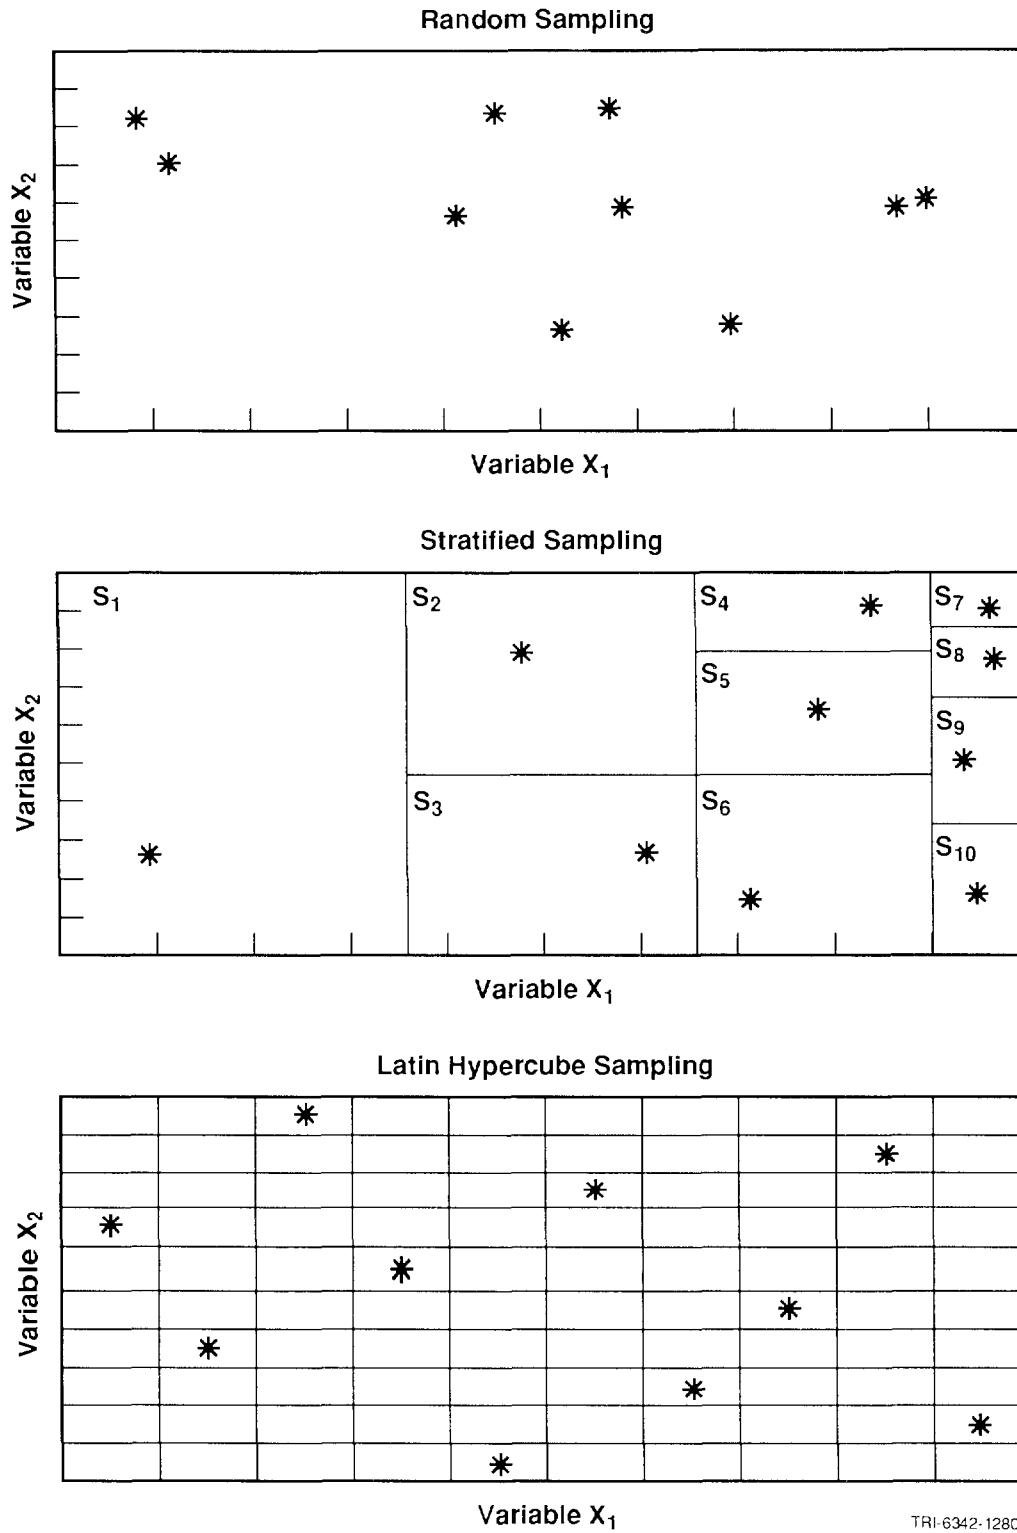 Random Sampling
Variable X₂
Variable X₁
Stratified Sampling
S₁
S₂
S₄
S₇
S₈
S₅
S₉
S₃
S₆
S₁₀
Variable X₂
Variable X₁
Latin Hypercube Sampling
Variable X₂
Variable X₁
TRI-6342-1280